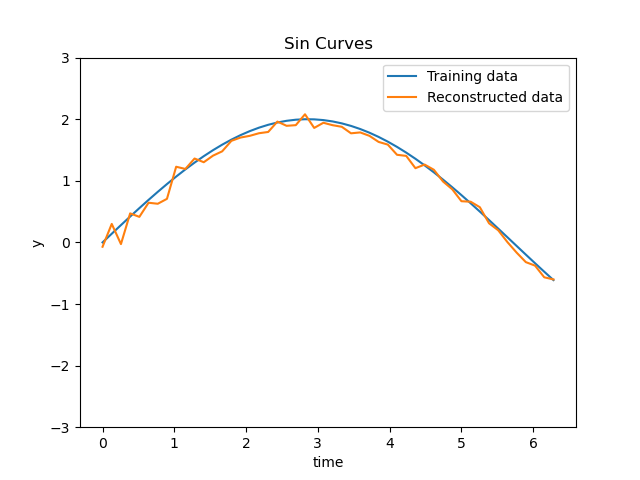 Sin Curves
Training data
Reconstructed data
3
2
1
0
−1
−2
−3
y
0 1 2 3 4 5 6
time